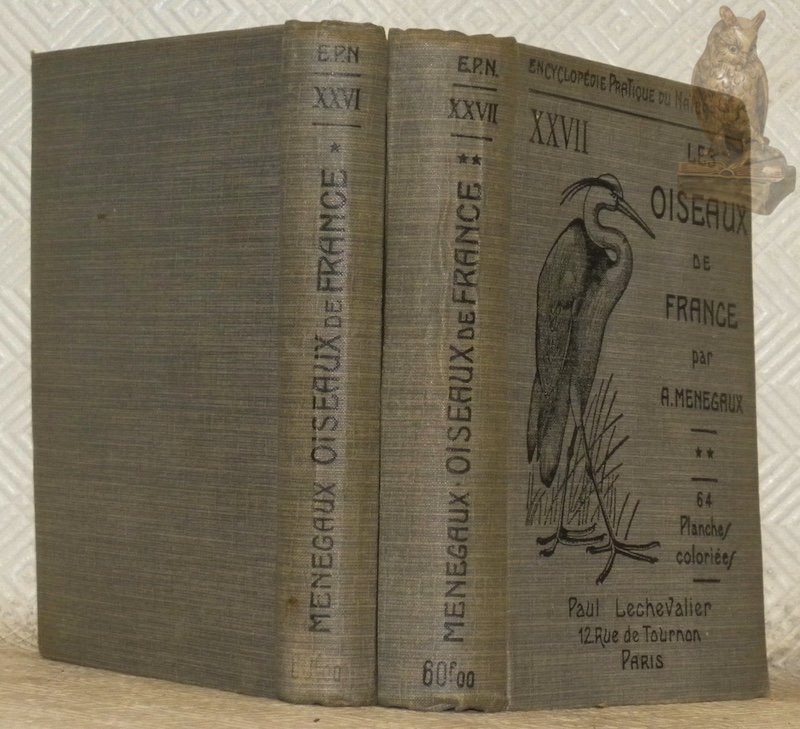 E.P.N
XXVI
*
MENEGAUX OISEAUX DE FRANCE
60f00
E.P.N.
XXVII
**
MENEGAUX · OISEAUX DE FRANCE
60f00
ENCYCLOPÉDIE PRATIQUE DU
XXVII
LES
OISEAUX
DE
FRANCE
par
A. MENEGAUX
**
64
Planches
coloriées
Paul Lechevalier
12 Rue de Tournon
PARIS